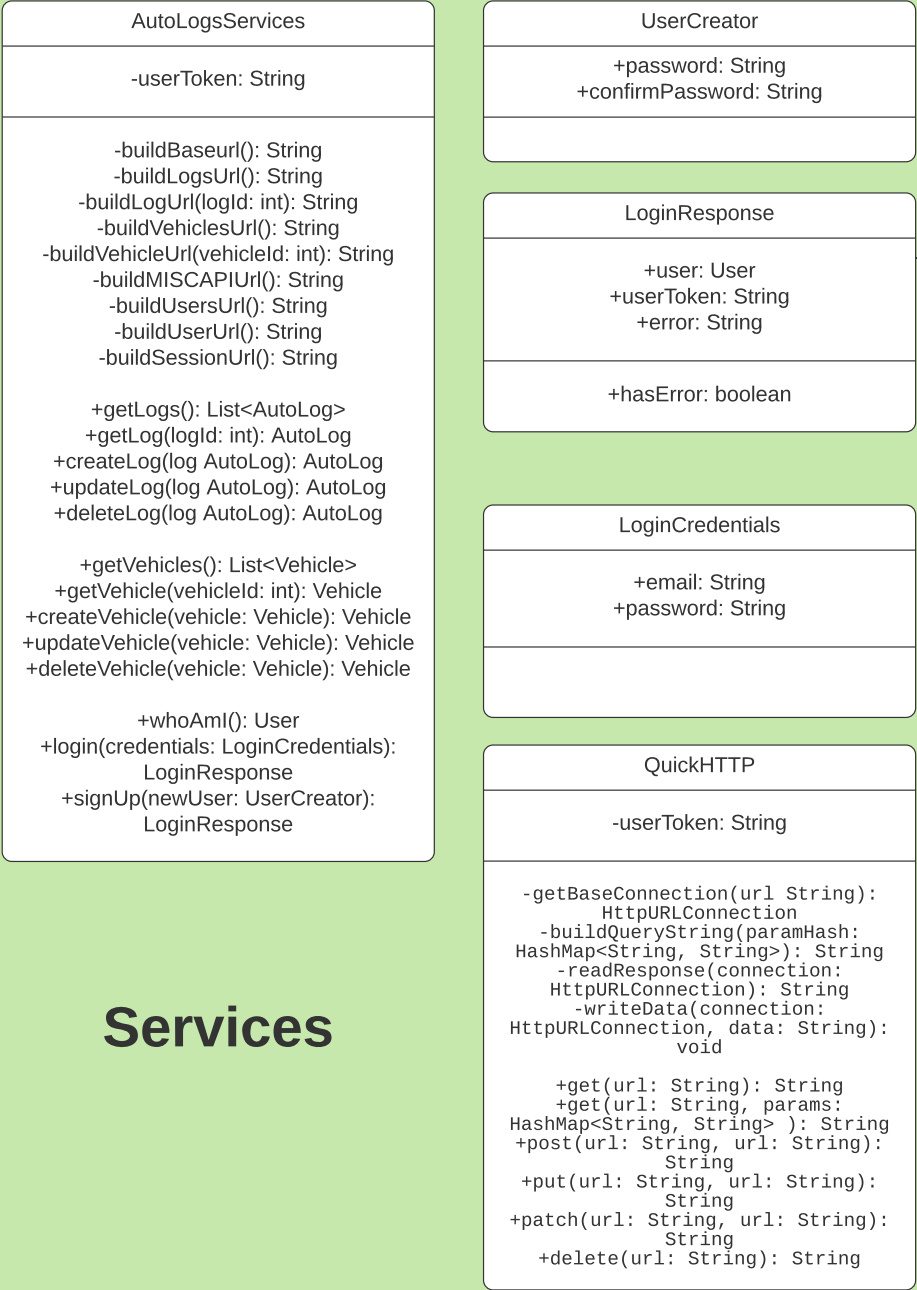 AutoLogsServices
-userToken: String
-buildBaseurl(): String
-buildLogsUrl(): String
-buildLogUrl(logId: int): String
-buildVehiclesUrl(): String
-buildVehicleUrl(vehicleId: int): String
-buildMISCAPIUrl(): String
-buildUsersUrl(): String
-buildUserUrl(): String
-buildSessionUrl(): String
+getLogs(): List<AutoLog>
+getLog(logId: int): AutoLog
+createLog(log AutoLog): AutoLog
+updateLog(log AutoLog): AutoLog
+deleteLog(log AutoLog): AutoLog
+getVehicles(): List<Vehicle>
+getVehicle(vehicleId: int): Vehicle
+createVehicle(vehicle: Vehicle): Vehicle
+updateVehicle(vehicle: Vehicle): Vehicle
+deleteVehicle(vehicle: Vehicle): Vehicle
+whoAmI(): User
+login(credentials: LoginCredentials):
LoginResponse
+signUp(newUser: UserCreator):
LoginResponse
Services
UserCreator
+password: String
+confirmPassword: String
LoginResponse
+user: User
+userToken: String
+error: String
+hasError: boolean
LoginCredentials
+email: String
+password: String
QuickHTTP
-userToken: String
-getBaseConnection(url String):
HttpURLConnection
-buildQueryString(paramHash:
HashMap<String, String>): String
-readResponse(connection:
HttpURLConnection): String
-writeData(connection:
HttpURLConnection, data: String):
void
+get(url: String): String
+get(url: String, params:
HashMap<String, String> ): String
+post(url: String, url: String):
String
+put(url: String, url: String):
String
+patch(url: String, url: String):
String
+delete(url: String): String